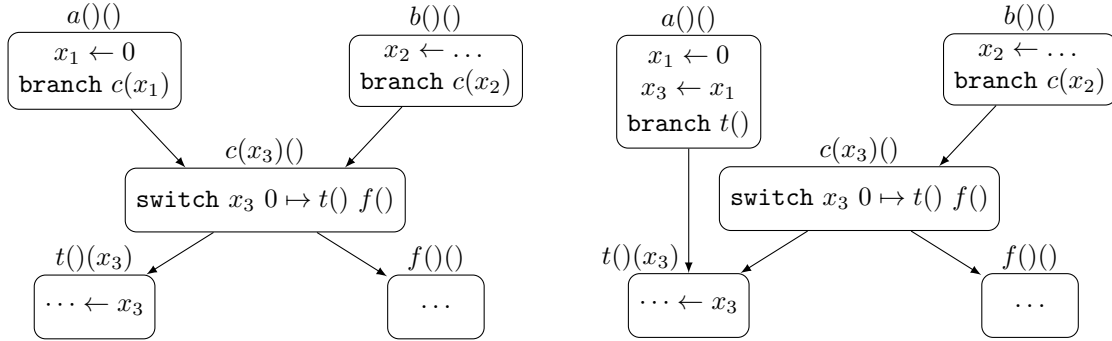 a()()
x₁ ← 0
branch c(x₁)
b()()
x₂ ← …
branch c(x₂)
c(x₃)()
switch x₃ 0 ↦ t() f()
t()(x₃)
⋯ ← x₃
f()()
⋯
a()()
x₁ ← 0
x₃ ← x₁
branch t()
b()()
x₂ ← …
branch c(x₂)
c(x₃)()
switch x₃ 0 ↦ t() f()
t()(x₃)
⋯ ← x₃
f()()
⋯